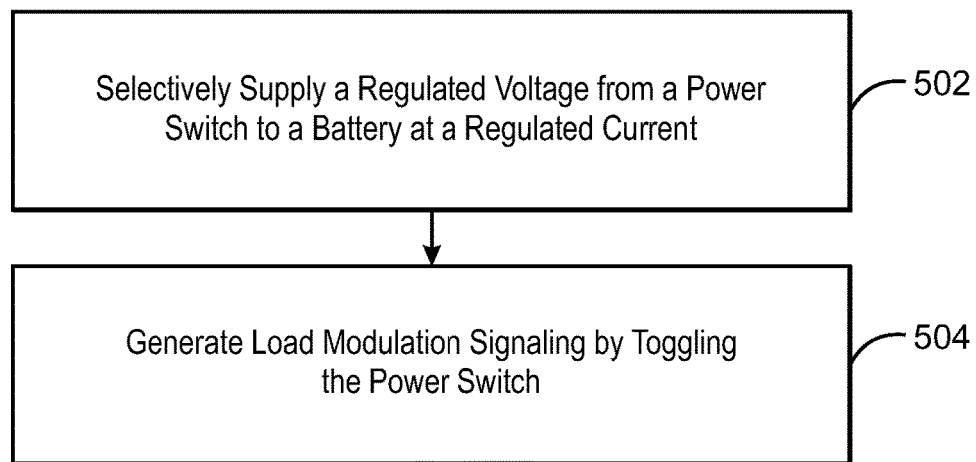 Selectively Supply a Regulated Voltage from a Power
Switch to a Battery at a Regulated Current
502
Generate Load Modulation Signaling by Toggling
the Power Switch
504